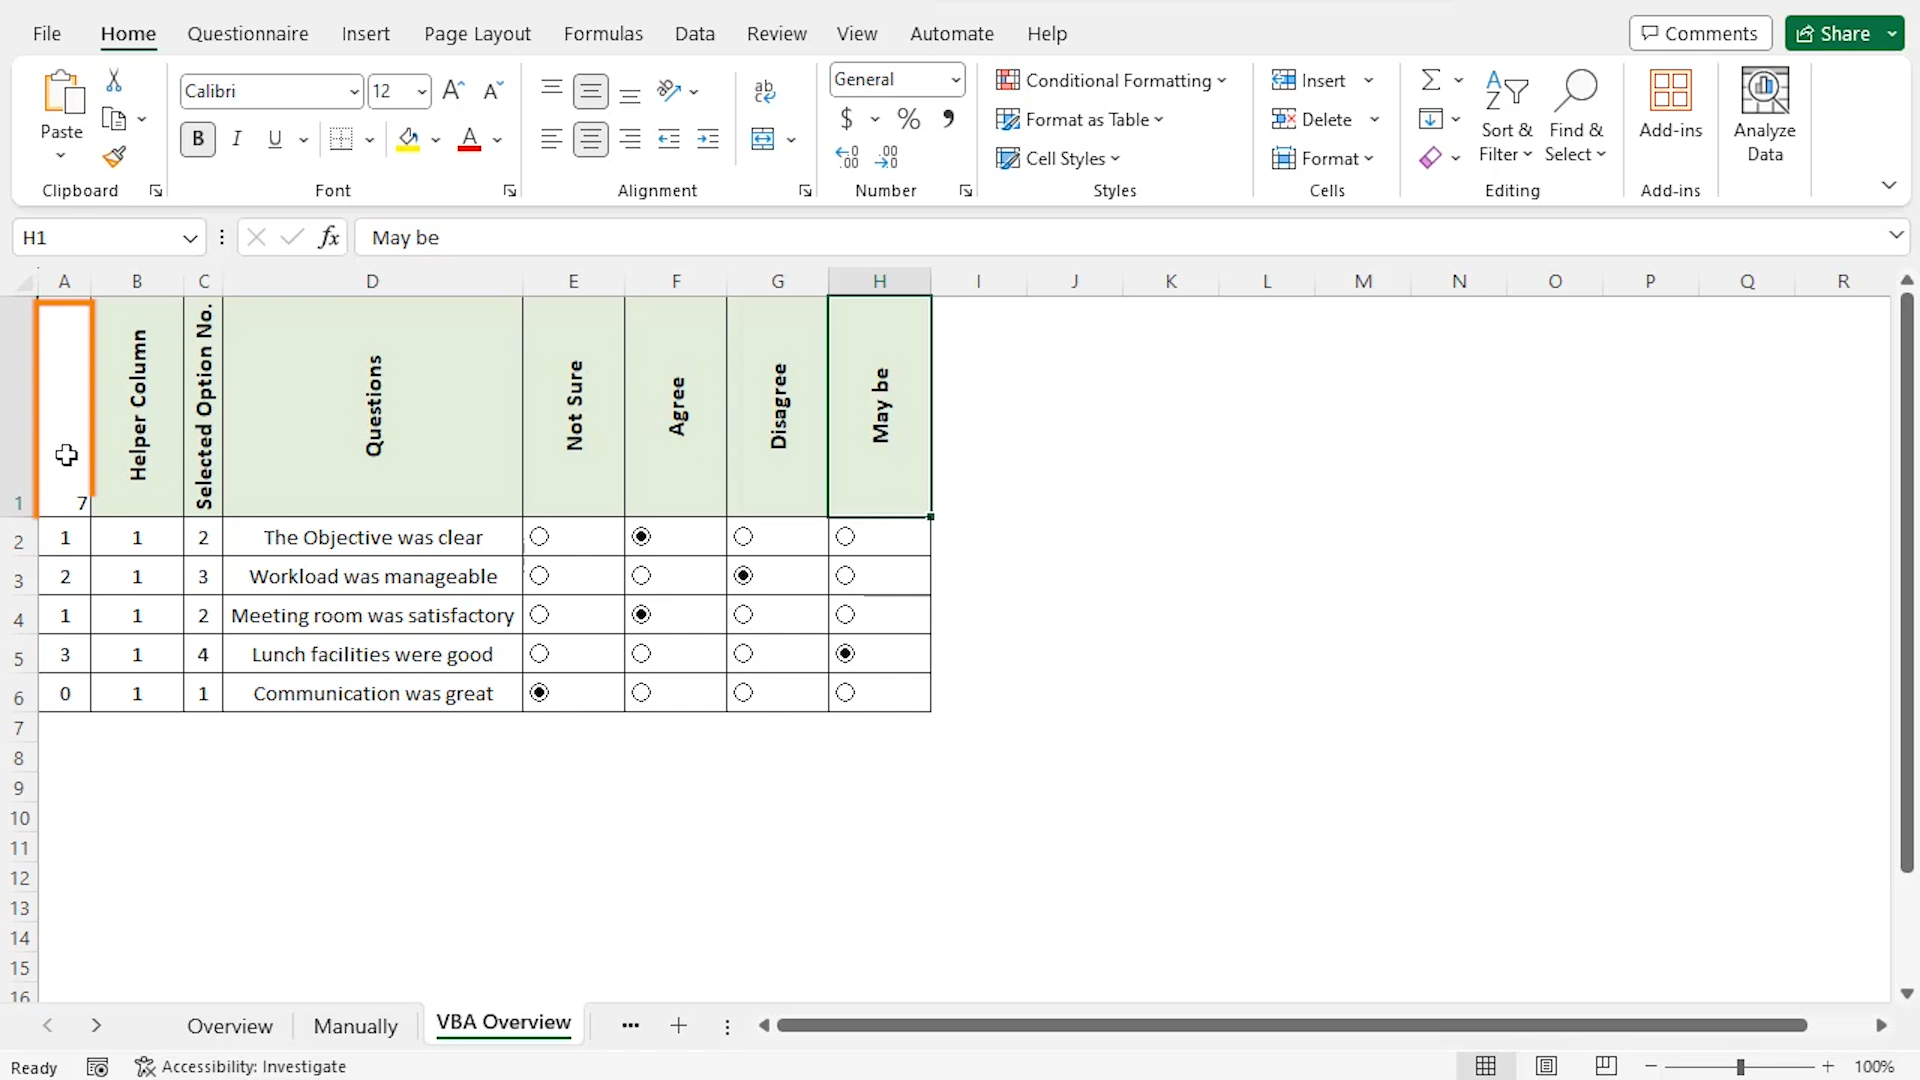 File Home Questionnaire Insert Page Layout Formulas Data Review View Automate Help Comments Share
Calibri 12 General Conditional Formatting Insert
Paste B I U $ % Format as Table Delete Sort & Filter Find & Select Add-ins Analyze Data
Cell Styles Format
Clipboard Font Alignment Number Styles Cells Editing Add-ins
H1 fx May be
A B C D E F G H I J K L M N O P Q R
1 7 Helper Column Selected Option No. Questions Not Sure Agree Disagree May be
2 1 1 2 The Objective was clear
3 2 1 3 Workload was manageable
4 1 1 2 Meeting room was satisfactory
5 3 1 4 Lunch facilities were good
6 0 1 1 Communication was great
7
8
9
10
11
12
13
14
15
16
Overview Manually VBA Overview
Ready Accessibility: Investigate 100%